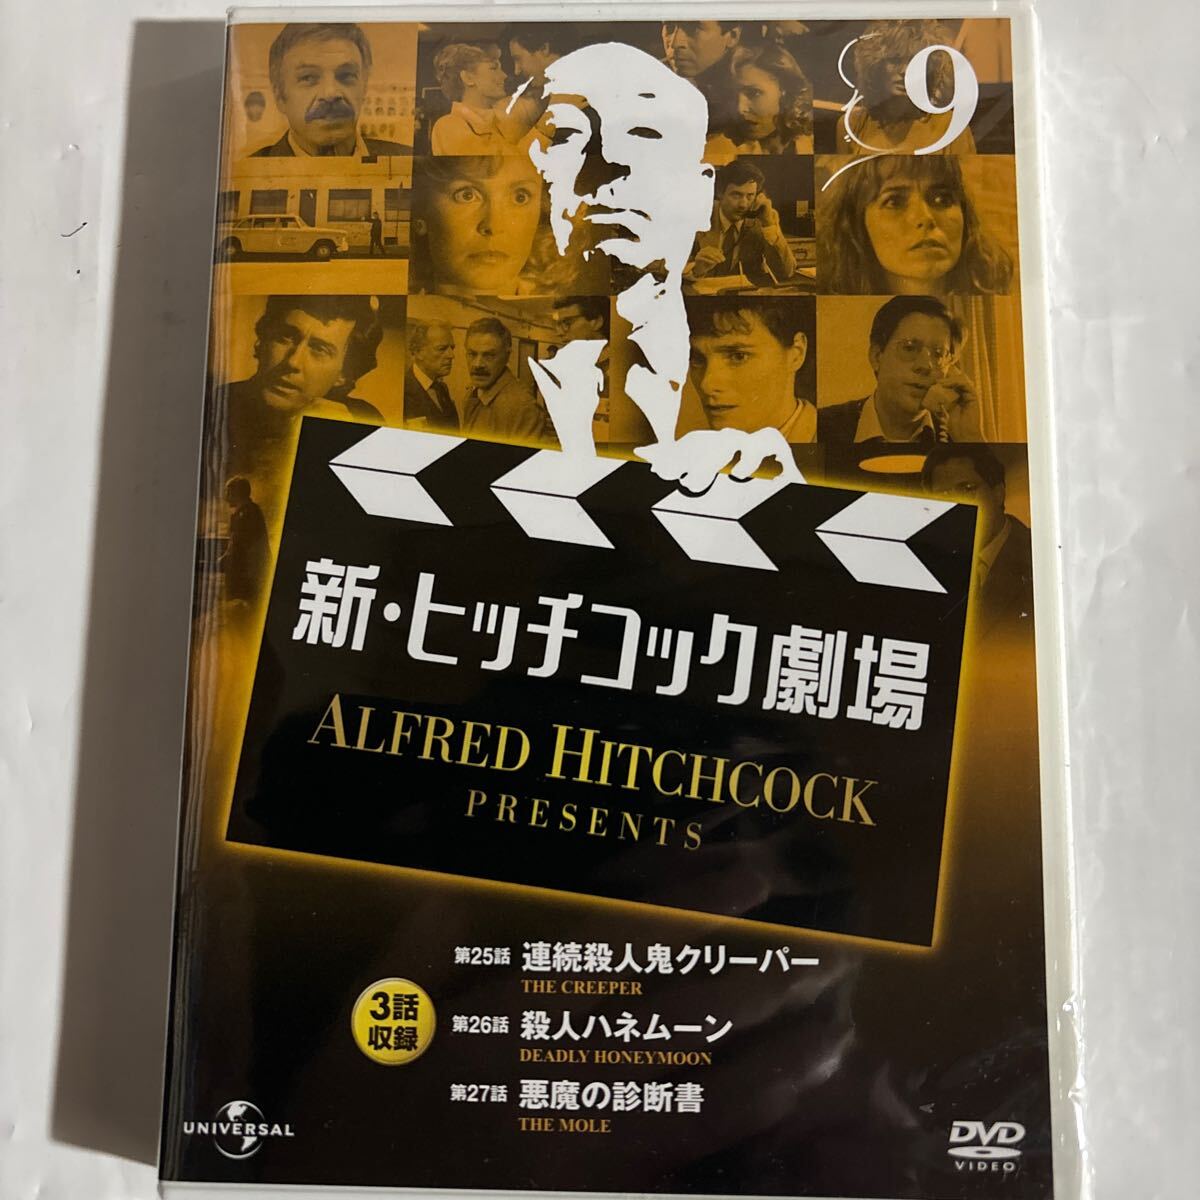 9
新・ヒッチコック劇場
ALFRED HITCHCOCK
PRESENTS
3話
収録
第25話 連続殺人鬼クリーパー
THE CREEPER
第26話 殺人ハネムーン
DEADLY HONEYMOON
第27話 悪魔の診断書
THE MOLE
UNIVERSAL
DVD
VIDEO